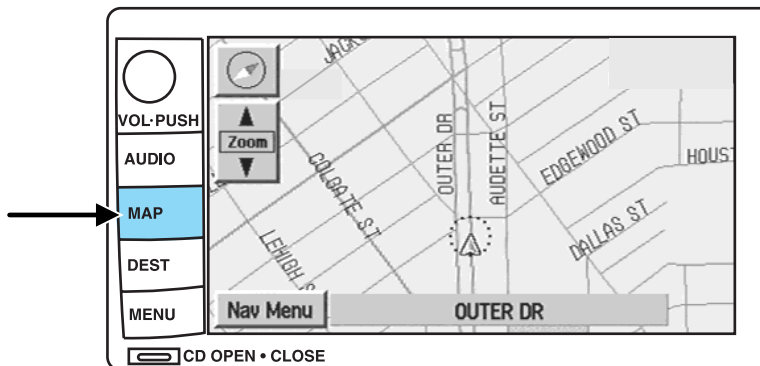 VOL·PUSH
AUDIO
MAP
DEST
MENU
CD OPEN • CLOSE
Zoom
COLGATE ST
OUTER DR
AUDETTE ST
EDGEWOOD ST
DALLAS ST
Nav Menu
OUTER DR